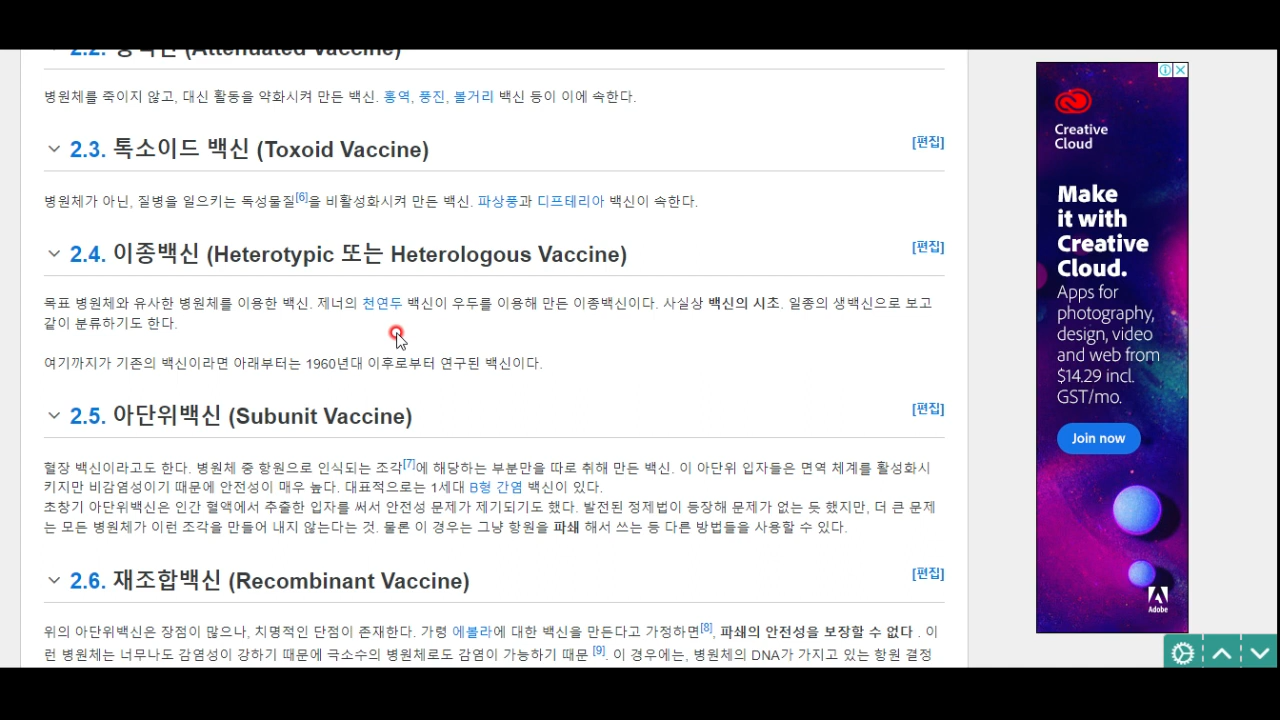 2.2. 생백신 (Attenuated Vaccine)
병원체를 죽이지 않고, 대신 활동을 약화시켜 만든 백신. 홍역, 풍진, 볼거리 백신 등이 이에 속한다.
2.3. 톡소이드 백신 (Toxoid Vaccine)
[편집]
병원체가 아닌, 질병을 일으키는 독성물질[6]을 비활성화시켜 만든 백신. 파상풍과 디프테리아 백신이 속한다.
2.4. 이종백신 (Heterotypic 또는 Heterologous Vaccine)
[편집]
목표 병원체와 유사한 병원체를 이용한 백신. 제너의 천연두 백신이 우두를 이용해 만든 이종백신이다. 사실상 백신의 시초. 일종의 생백신으로 보고
같이 분류하기도 한다.
여기까지가 기존의 백신이라면 아래부터는 1960년대 이후로부터 연구된 백신이다.
2.5. 아단위백신 (Subunit Vaccine)
[편집]
혈장 백신이라고도 한다. 병원체 중 항원으로 인식되는 조각[7]에 해당하는 부분만을 따로 취해 만든 백신. 이 아단위 입자들은 면역 체계를 활성화시
키지만 비감염성이기 때문에 안전성이 매우 높다. 대표적으로는 1세대 B형 간염 백신이 있다.
초창기 아단위백신은 인간 혈액에서 추출한 입자를 써서 안전성 문제가 제기되기도 했다. 발전된 정제법이 등장해 문제가 없는 듯 했지만, 더 큰 문제
는 모든 병원체가 이런 조각을 만들어 내지 않는다는 것. 물론 이 경우는 그냥 항원을 파쇄 해서 쓰는 등 다른 방법들을 사용할 수 있다.
2.6. 재조합백신 (Recombinant Vaccine)
[편집]
위의 아단위백신은 장점이 많으나, 치명적인 단점이 존재한다. 가령 에볼라에 대한 백신을 만든다고 가정하면[8], 파쇄의 안전성을 보장할 수 없다 . 이
런 병원체는 너무나도 감염성이 강하기 때문에 극소수의 병원체로도 감염이 가능하기 때문 [9]. 이 경우에는, 병원체의 DNA가 가지고 있는 항원 결정
Creative
Cloud
Make
it with
Creative
Cloud.
Apps for
photography,
design, video
and web from
$14.29 incl.
GST/mo.
Join now
Adobe